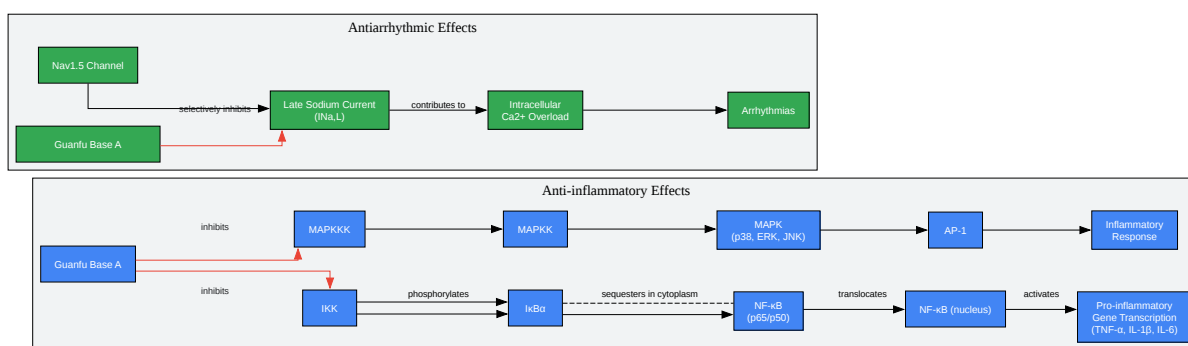 Antiarrhythmic Effects
Nav1.5 Channel
selectively inhibits
Late Sodium Current
(INa,L)
contributes to
Intracellular
Ca2+ Overload
Arrhythmias
Guanfu Base A
Anti-inflammatory Effects
inhibits
MAPKKK
MAPKK
MAPK
(p38, ERK, JNK)
AP-1
Inflammatory
Response
Guanfu Base A
inhibits
IKK
phosphorylates
IκBα
sequesters in cytoplasm
NF-κB
(p65/p50)
translocates
NF-κB (nucleus)
activates
Pro-inflammatory
Gene Transcription
(TNF-α, IL-1β, IL-6)